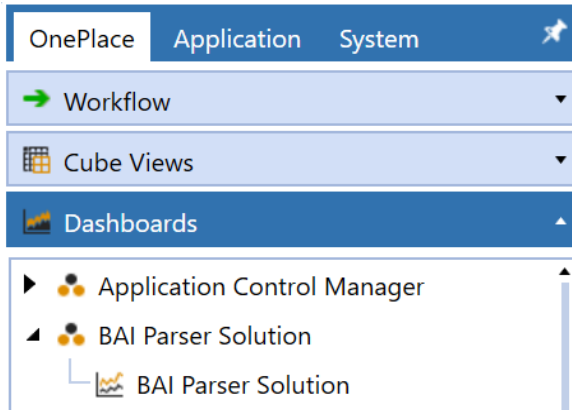 OnePlace Application System
Workflow
Cube Views
Dashboards
Application Control Manager
BAI Parser Solution
BAI Parser Solution